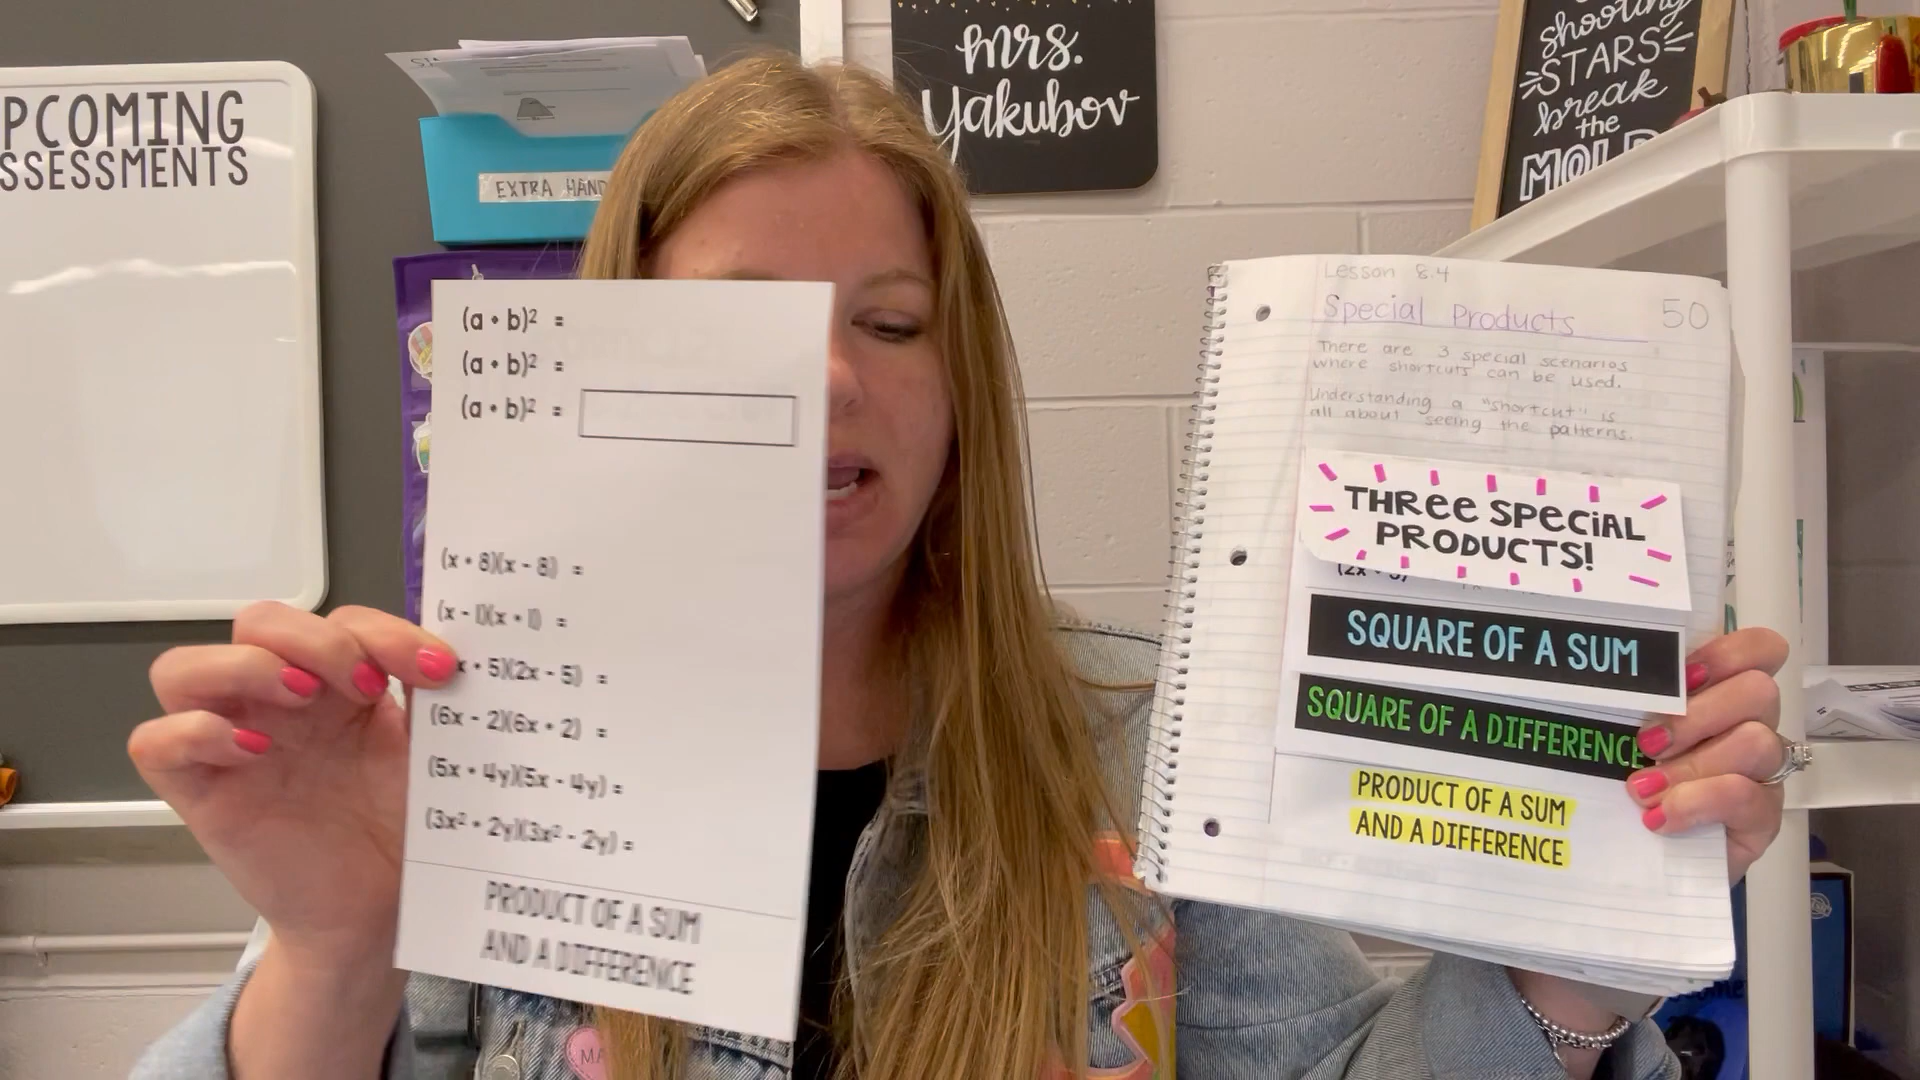 PCOMING
SSESSMENTS
EXTRA HAND
mrs.
Yakubov
shooting
STARS
break
the
MOLD
(a + b)² =
(a + b)² =
(a + b)² =
(x + 8)(x - 8) =
(x - 1)(x + 1) =
x + 5)(2x - 5) =
(6x - 2)(6x + 2) =
(5x + 4y)(5x - 4y) =
(3x² + 2y)(3x² - 2y) =
PRODUCT OF A SUM
AND A DIFFERENCE
Lesson 8.4
50
Special Products
There are 3 special scenarios
where shortcuts can be used.
Understanding a "shortcut" is
all about seeing the patterns.
THREE SPECIAL
PRODUCTS!
SQUARE OF A SUM
SQUARE OF A DIFFERENCE
PRODUCT OF A SUM
AND A DIFFERENCE
MA